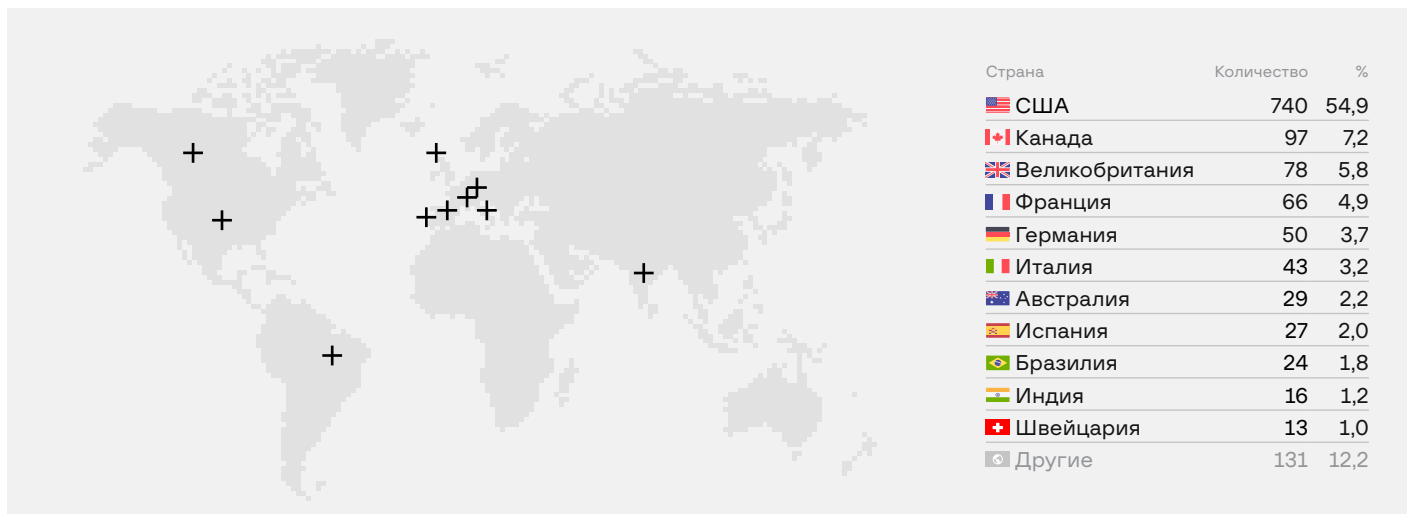 Страна Количество %
США 740 54,9
Канада 97 7,2
Великобритания 78 5,8
Франция 66 4,9
Германия 50 3,7
Италия 43 3,2
Австралия 29 2,2
Испания 27 2,0
Бразилия 24 1,8
Индия 16 1,2
Швейцария 13 1,0
Другие 131 12,2